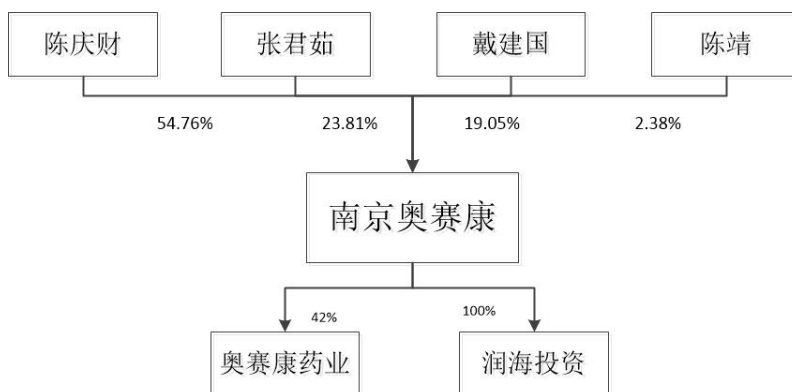 陈庆财 张君茹 戴建国 陈靖
54.76% 23.81% 19.05% 2.38%
南京奥赛康
42% 100%
奥赛康药业 润海投资